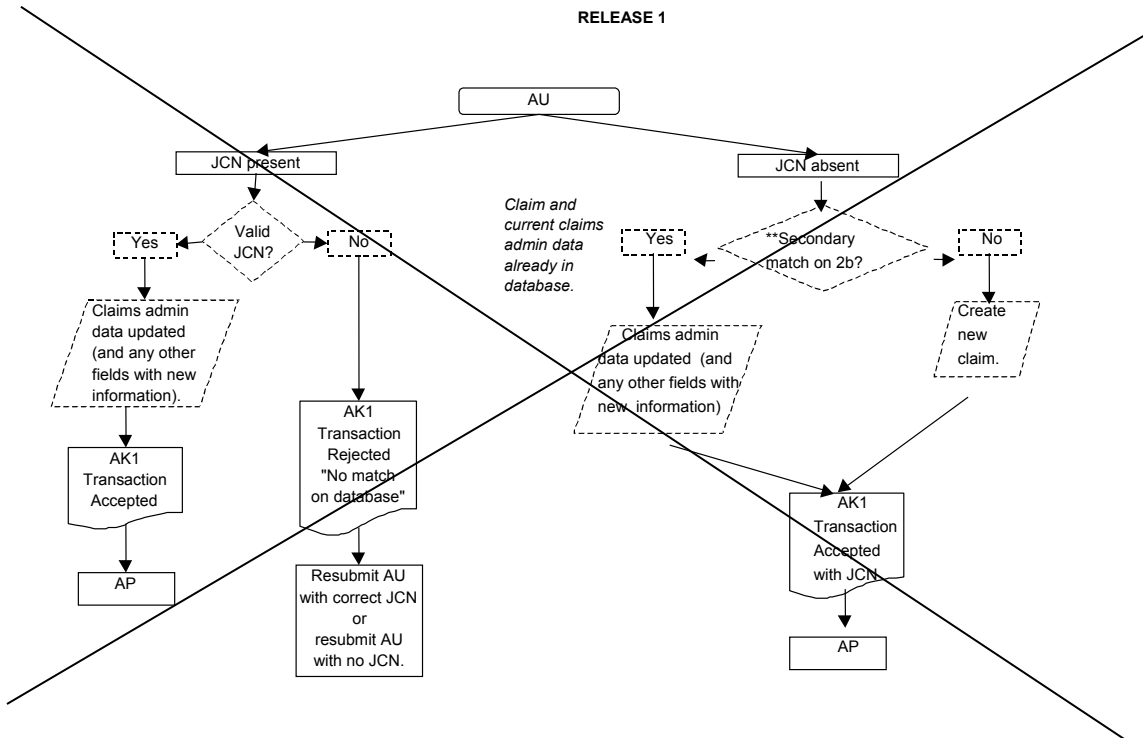 RELEASE 1
AU
JCN present
JCN absent
Valid
JCN?
Yes
No
Claim and
current claims
admin data
already in
database.
Yes
**Secondary
match on 2b?
No
Claims admin
data updated
(and any other
fields with new
information).
Claims admin
data updated (and
any other fields with
new information)
Create
new
claim.
AK1
Transaction
Accepted
AK1
Transaction
Rejected
"No match
on database"
AK1
Transaction
Accepted
with JCN
AP
Resubmit AU
with correct JCN
or
resubmit AU
with no JCN.
AP